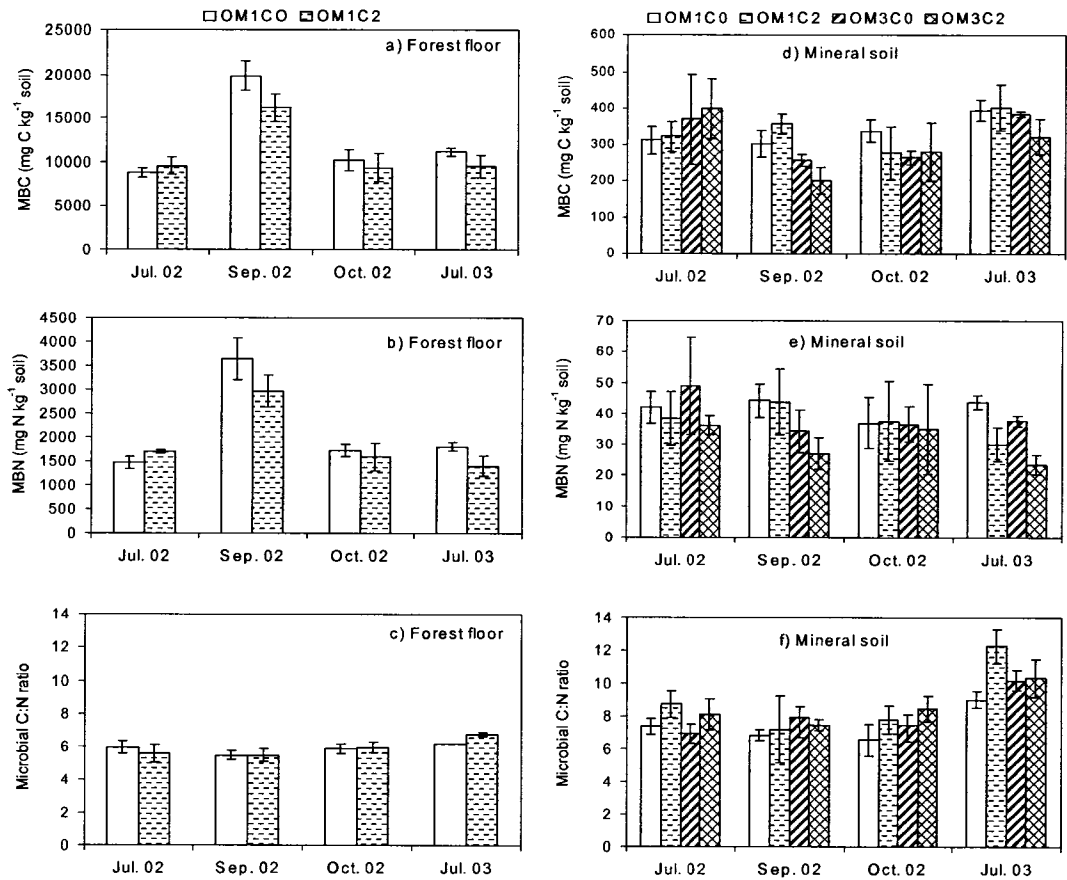 OM1CO OM1C2
a) Forest floor
MBC (mg C kg⁻¹ soil)
25000
20000
15000
10000
5000
0
Jul. 02 Sep. 02 Oct. 02 Jul. 03
b) Forest floor
MBN (mg N kg⁻¹ soil)
4500
4000
3500
3000
2500
2000
1500
1000
500
0
Jul. 02 Sep. 02 Oct. 02 Jul. 03
c) Forest floor
Microbial C:N ratio
14
12
10
8
6
4
2
0
Jul. 02 Sep. 02 Oct. 02 Jul. 03
OM1C0 OM1C2 OM3C0 OM3C2
d) Mineral soil
MBC (mg C kg⁻¹ soil)
600
500
400
300
200
100
0
Jul. 02 Sep. 02 Oct. 02 Jul. 03
e) Mineral soil
MBN (mg N kg⁻¹ soil)
70
60
50
40
30
20
10
0
Jul. 02 Sep. 02 Oct. 02 Jul. 03
f) Mineral soil
Microbial C:N ratio
14
12
10
8
6
4
2
0
Jul. 02 Sep. 02 Oct. 02 Jul. 03